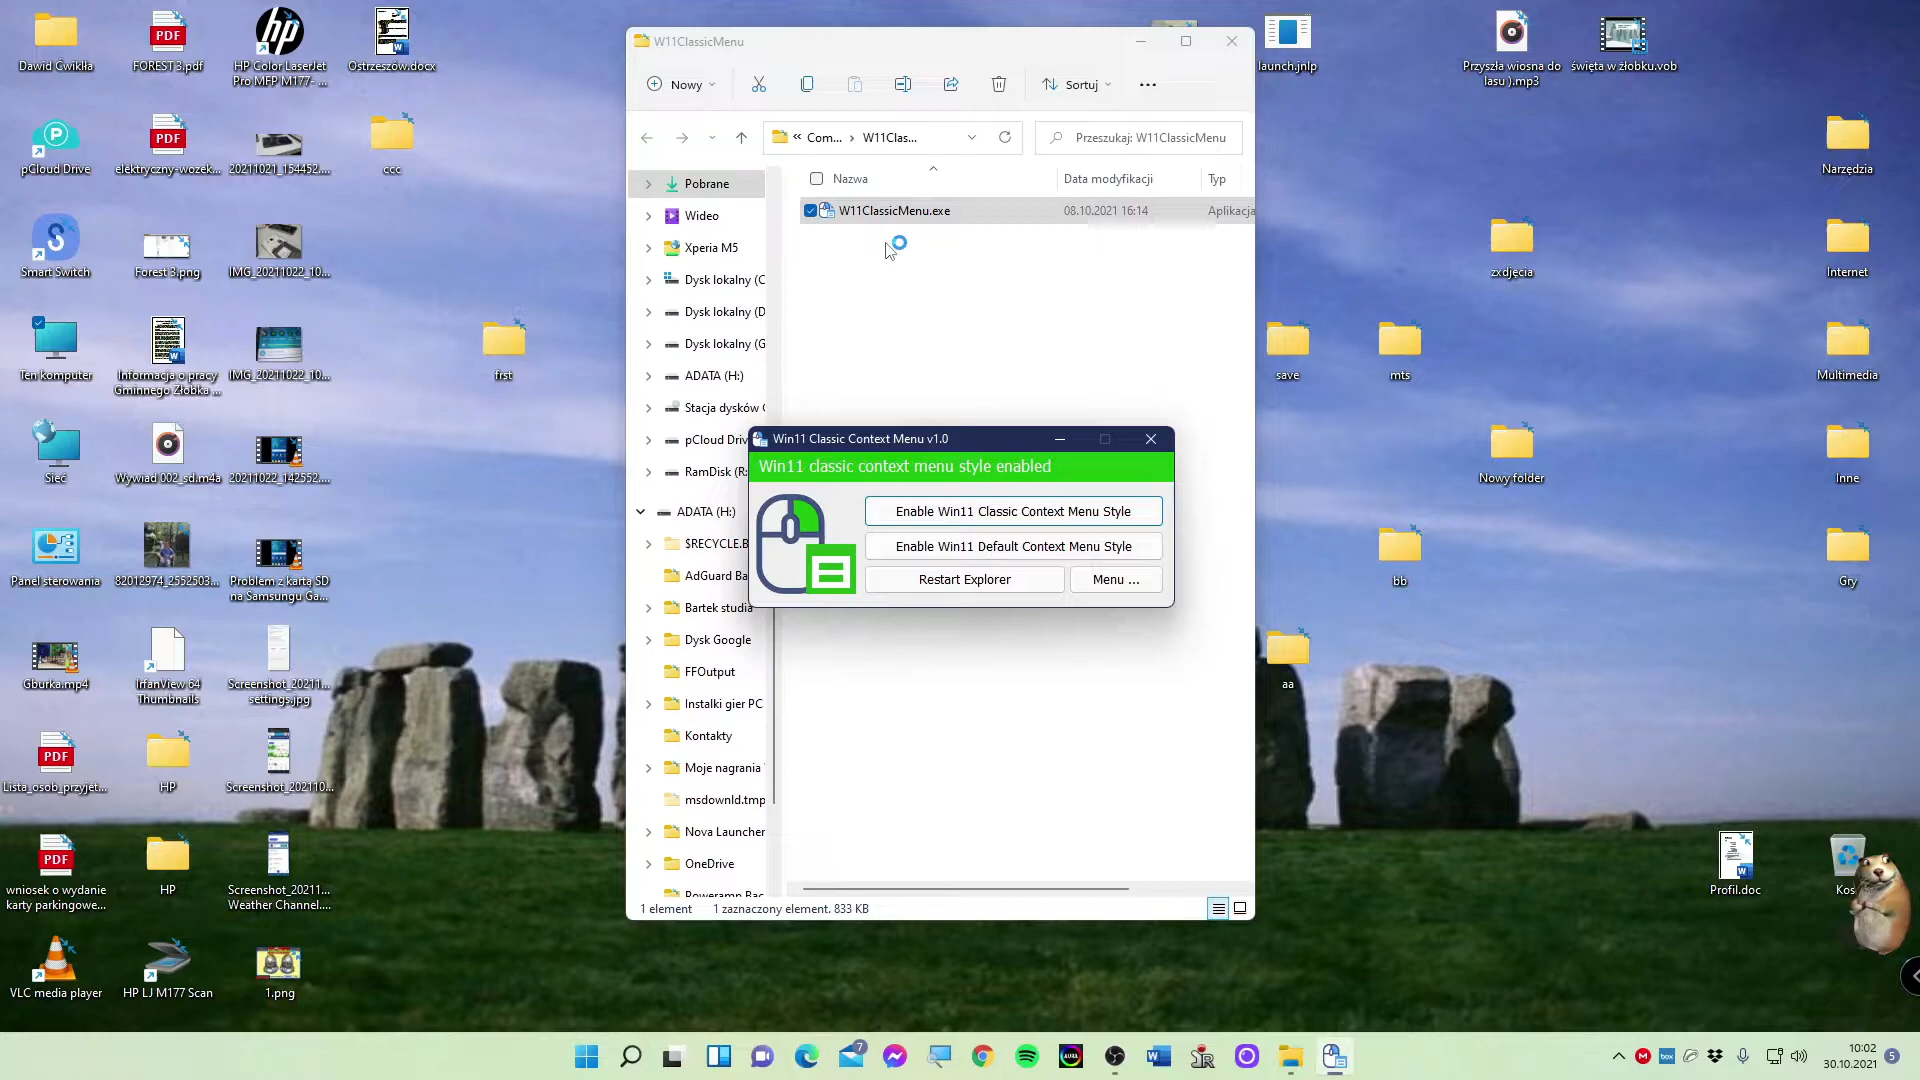 Dawid Ćwikła
FOREST 3.pdf
HP Color LaserJet
Pro MFP M177- ...
Ostrzeszów.docx
pCloud Drive
elektryczny-wozek...
20211021_154452....
ccc
Smart Switch
Forest 3.png
IMG_20211022_10...
Ten komputer
Informacja o pracy
Gminnego Żłobka ...
IMG_20211022_10...
frst
Sieć
Wywiad 002_sd.m4a
20211022_142552....
Panel sterowania
82012974_2552503...
Problem z kartą SD
na Samsungu Ga...
Gburka.mp4
IrfanView 64
Thumbnails
Screenshot_20211...
settings.jpg
PDF
Lista_osob_przyjet...
HP
Screenshot_202110...
PDF
wniosek o wydanie
karty parkingowe...
HP
Screenshot_20211...
Weather Channel....
VLC media player
HP LJ M177 Scan
1.png
W11ClassicMenu
Nowy
Sortuj
Com...
W11Clas...
Przeszukaj: W11ClassicMenu
Nazwa
Data modyfikacji
Typ
W11ClassicMenu.exe
08.10.2021 16:14
Aplikacja
Pobrane
Wideo
Xperia M5
Dysk lokalny (C
Dysk lokalny (D
Dysk lokalny (G
ADATA (H:)
Stacja dysków
pCloud Driv
RamDisk (R:
ADATA (H:)
$RECYCLE.B
AdGuard Ba
Bartek studia
Dysk Google
FFOutput
Instalki gier PC
Kontakty
Moje nagrania
msdownld.tmp
Nova Launcher
OneDrive
Poweramp Bac
1 element
1 zaznaczony element. 833 KB
Win11 Classic Context Menu v1.0
Win11 classic context menu style enabled
Enable Win11 Classic Context Menu Style
Enable Win11 Default Context Menu Style
Restart Explorer
Menu ...
launch.jnlp
Przyszła wiosna do
lasu ).mp3
święta w żłobku.vob
Narzędzia
zxdjęcia
Internet
save
mts
Multimedia
Nowy folder
Inne
bb
Gry
aa
Profil.doc
Kos
7
10:02
30.10.2021
5